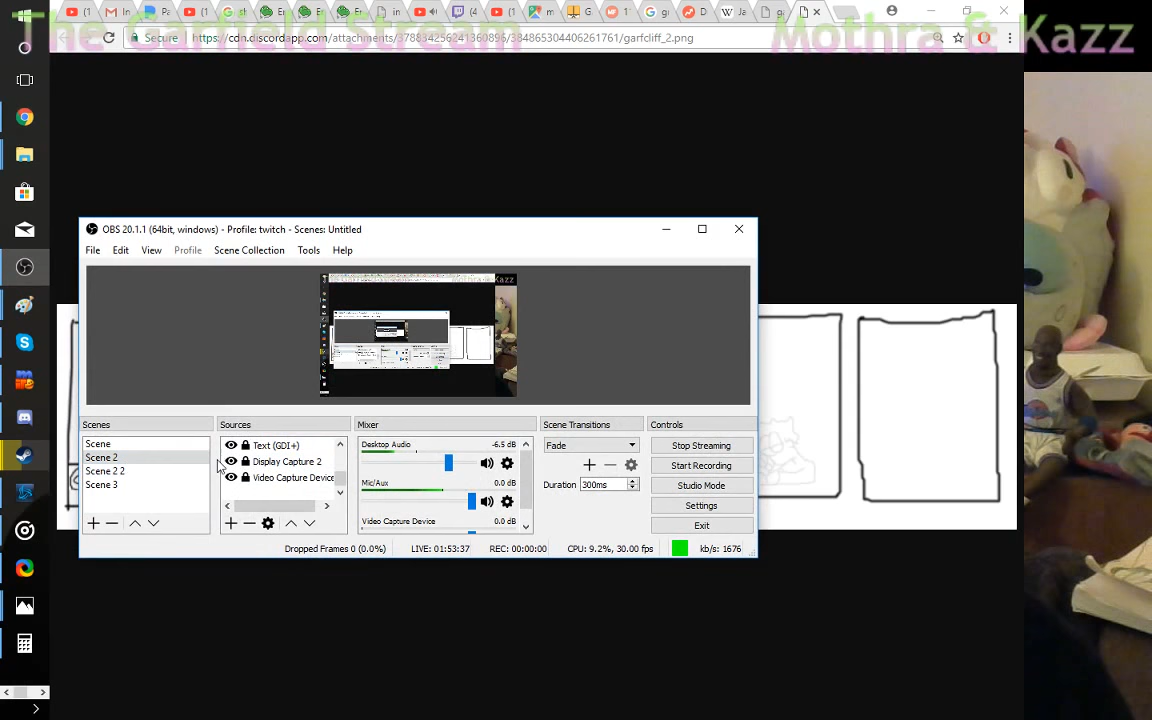 The Garfield Stream
Mothra & Kazz
Secure
https://cdn.discordapp.com/attachments/378834256241360896/384865304406261761/garfcliff_2.png
OBS 20.1.1 (64bit, windows) - Profile: twitch - Scenes: Untitled
File Edit View Profile Scene Collection Tools Help
Scenes
Scene
Scene 2
Scene 2 2
Scene 3
Sources
Text (GDI+)
Display Capture 2
Video Capture Device
Mixer
Desktop Audio -6.5 dB
Mic/Aux 0.0 dB
Video Capture Device 0.0 dB
Scene Transitions
Fade
Duration 300ms
Controls
Stop Streaming
Start Recording
Studio Mode
Settings
Exit
Dropped Frames 0 (0.0%) LIVE: 01:53:37 REC: 00:00:00 CPU: 9.2%, 30.00 fps kb/s: 1676